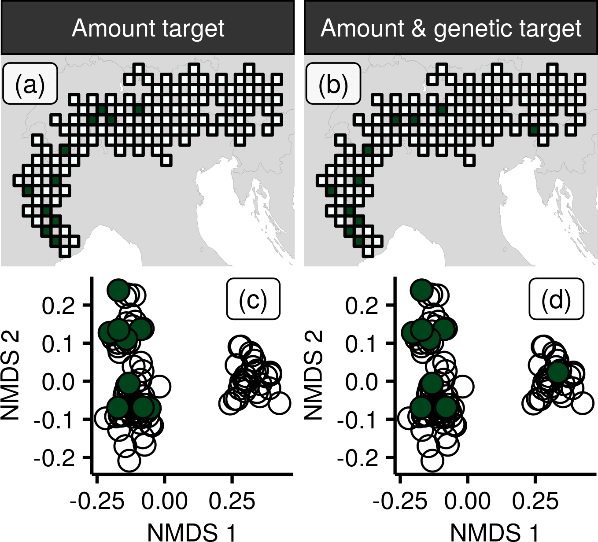 Amount target
Amount & genetic target
(a)
(b)
(c)
(d)
NMDS 2
0.2
0.1
0.0
-0.1
-0.2
-0.25 0.00 0.25
NMDS 1
NMDS 2
0.2
0.1
0.0
-0.1
-0.2
-0.25 0.00 0.25
NMDS 1